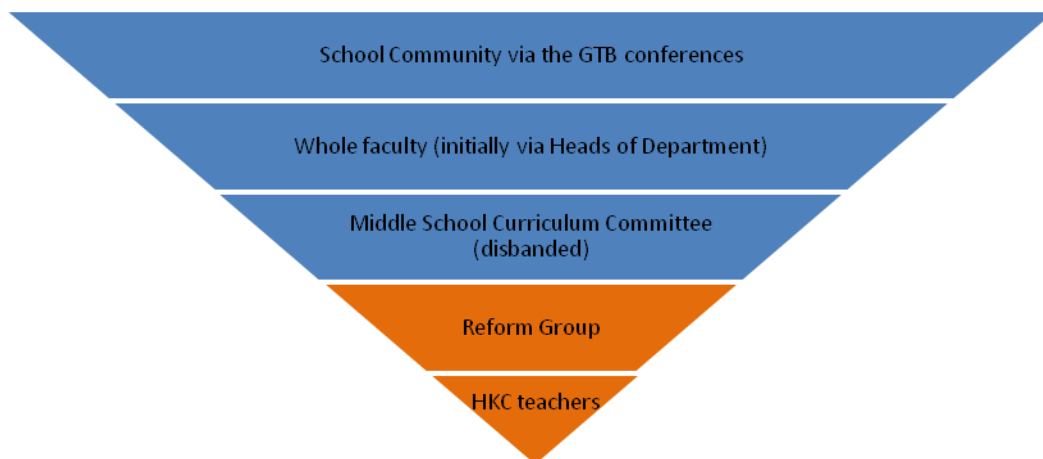 School Community via the GTB conferences
Whole faculty (initially via Heads of Department)
Middle School Curriculum Committee
(disbanded)
Reform Group
HKC teachers